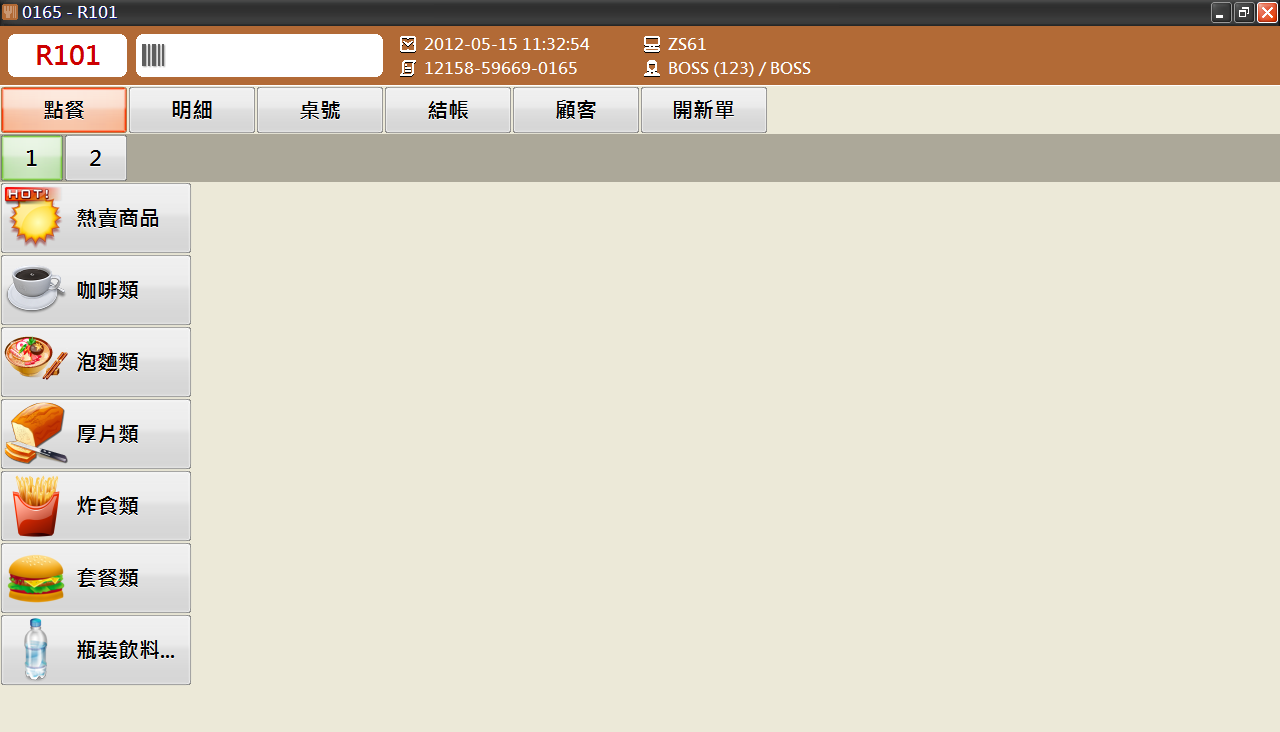 0165 - R101
R101
2012-05-15 11:32:54
ZS61
12158-59669-0165
BOSS (123) / BOSS
點餐 明細 桌號 結帳 顧客 開新單
1 2
HOT!
熱賣商品
咖啡類
泡麵類
厚片類
炸食類
套餐類
瓶裝飲料...